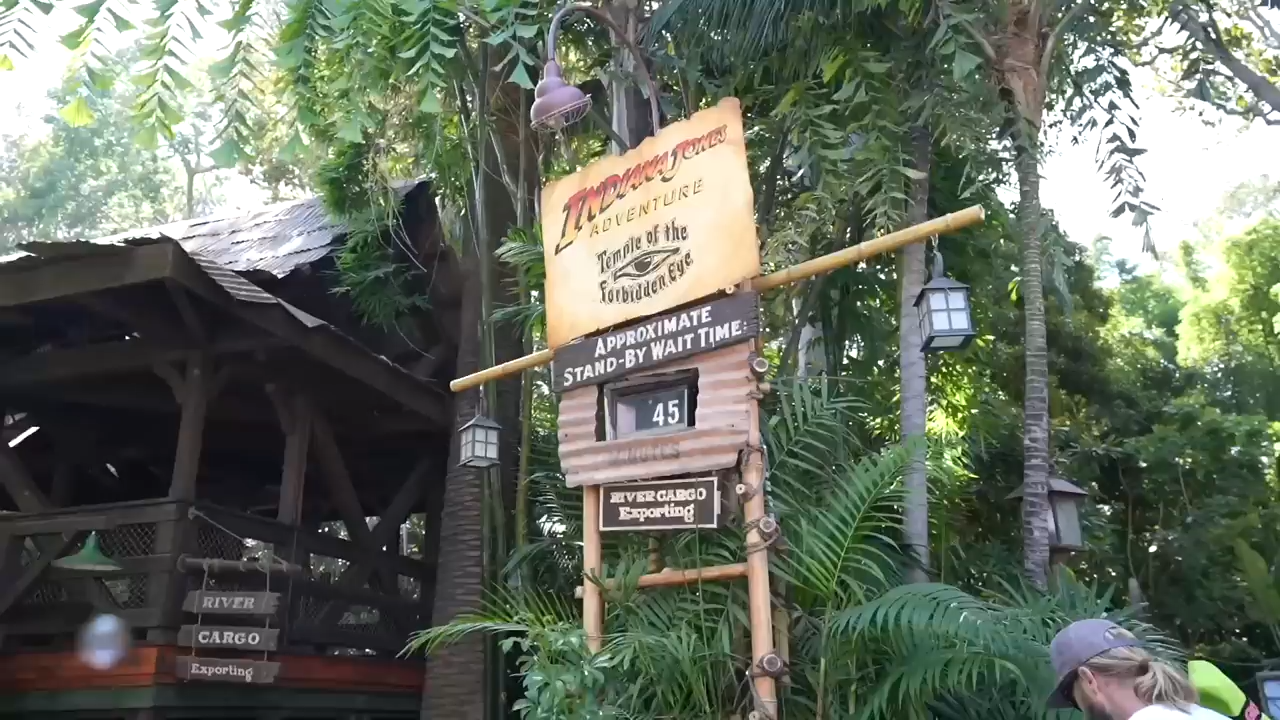 INDIANA JONES
ADVENTURE
Temple of the
Forbidden Eye
APPROXIMATE
STAND-BY WAIT TIME:
45
MINUTES
RIVER CARGO
Exporting
RIVER
CARGO
Exporting